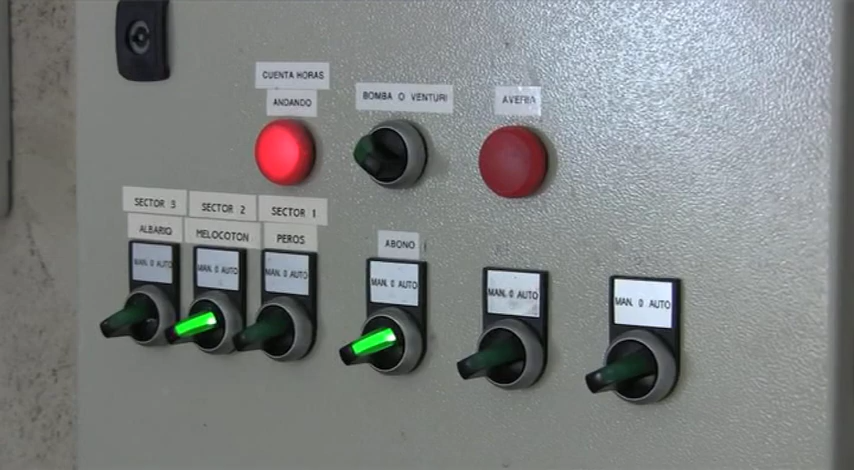 CUENTA HORAS
ANDANDO
BOMBA O VENTURI
AVERIA
SECTOR 3
SECTOR 2
SECTOR 1
ALBARIO
MELOCOTON
PEROS
ABONO
MAN. 0 AUTO
MAN. 0 AUTO
MAN. 0 AUTO
MAN. 0 AUTO
MAN. 0 AUTO
MAN. 0 AUTO